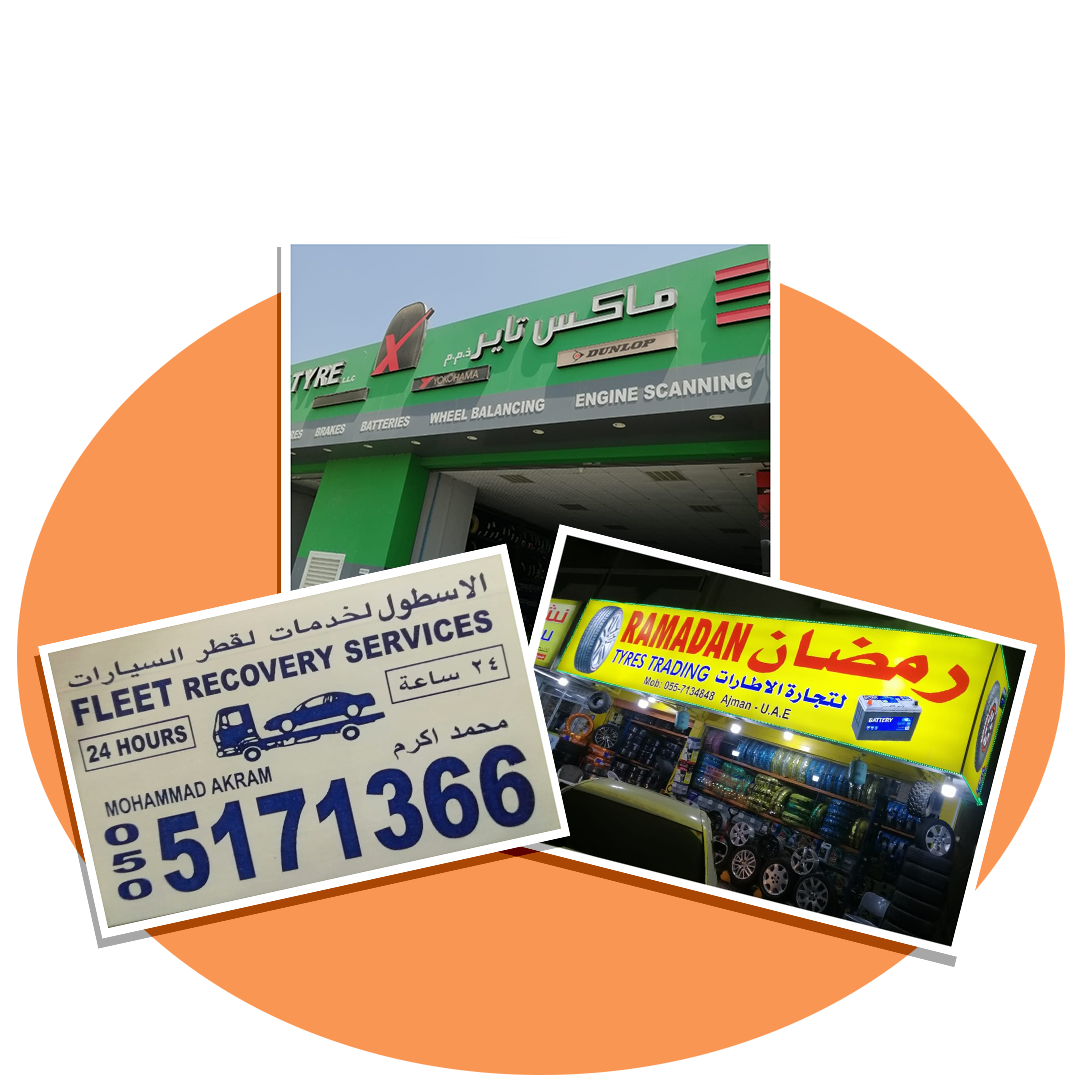 ماكس تاير ذ.م.م
TYRE LLC
YOKOHAMA
DUNLOP
BRAKES BATTERIES WHEEL BALANCING ENGINE SCANNING
الاسطول لخدمات لقطر السيارات
FLEET RECOVERY SERVICES
24 HOURS
٢٤ ساعة
محمد اكرم
MOHAMMAD AKRAM
050 5171366
RAMADAN رمضان
TYRES TRADING لتجارة الاطارات
Mob: 055-7134848 Ajman - U.A.E
BATTERY